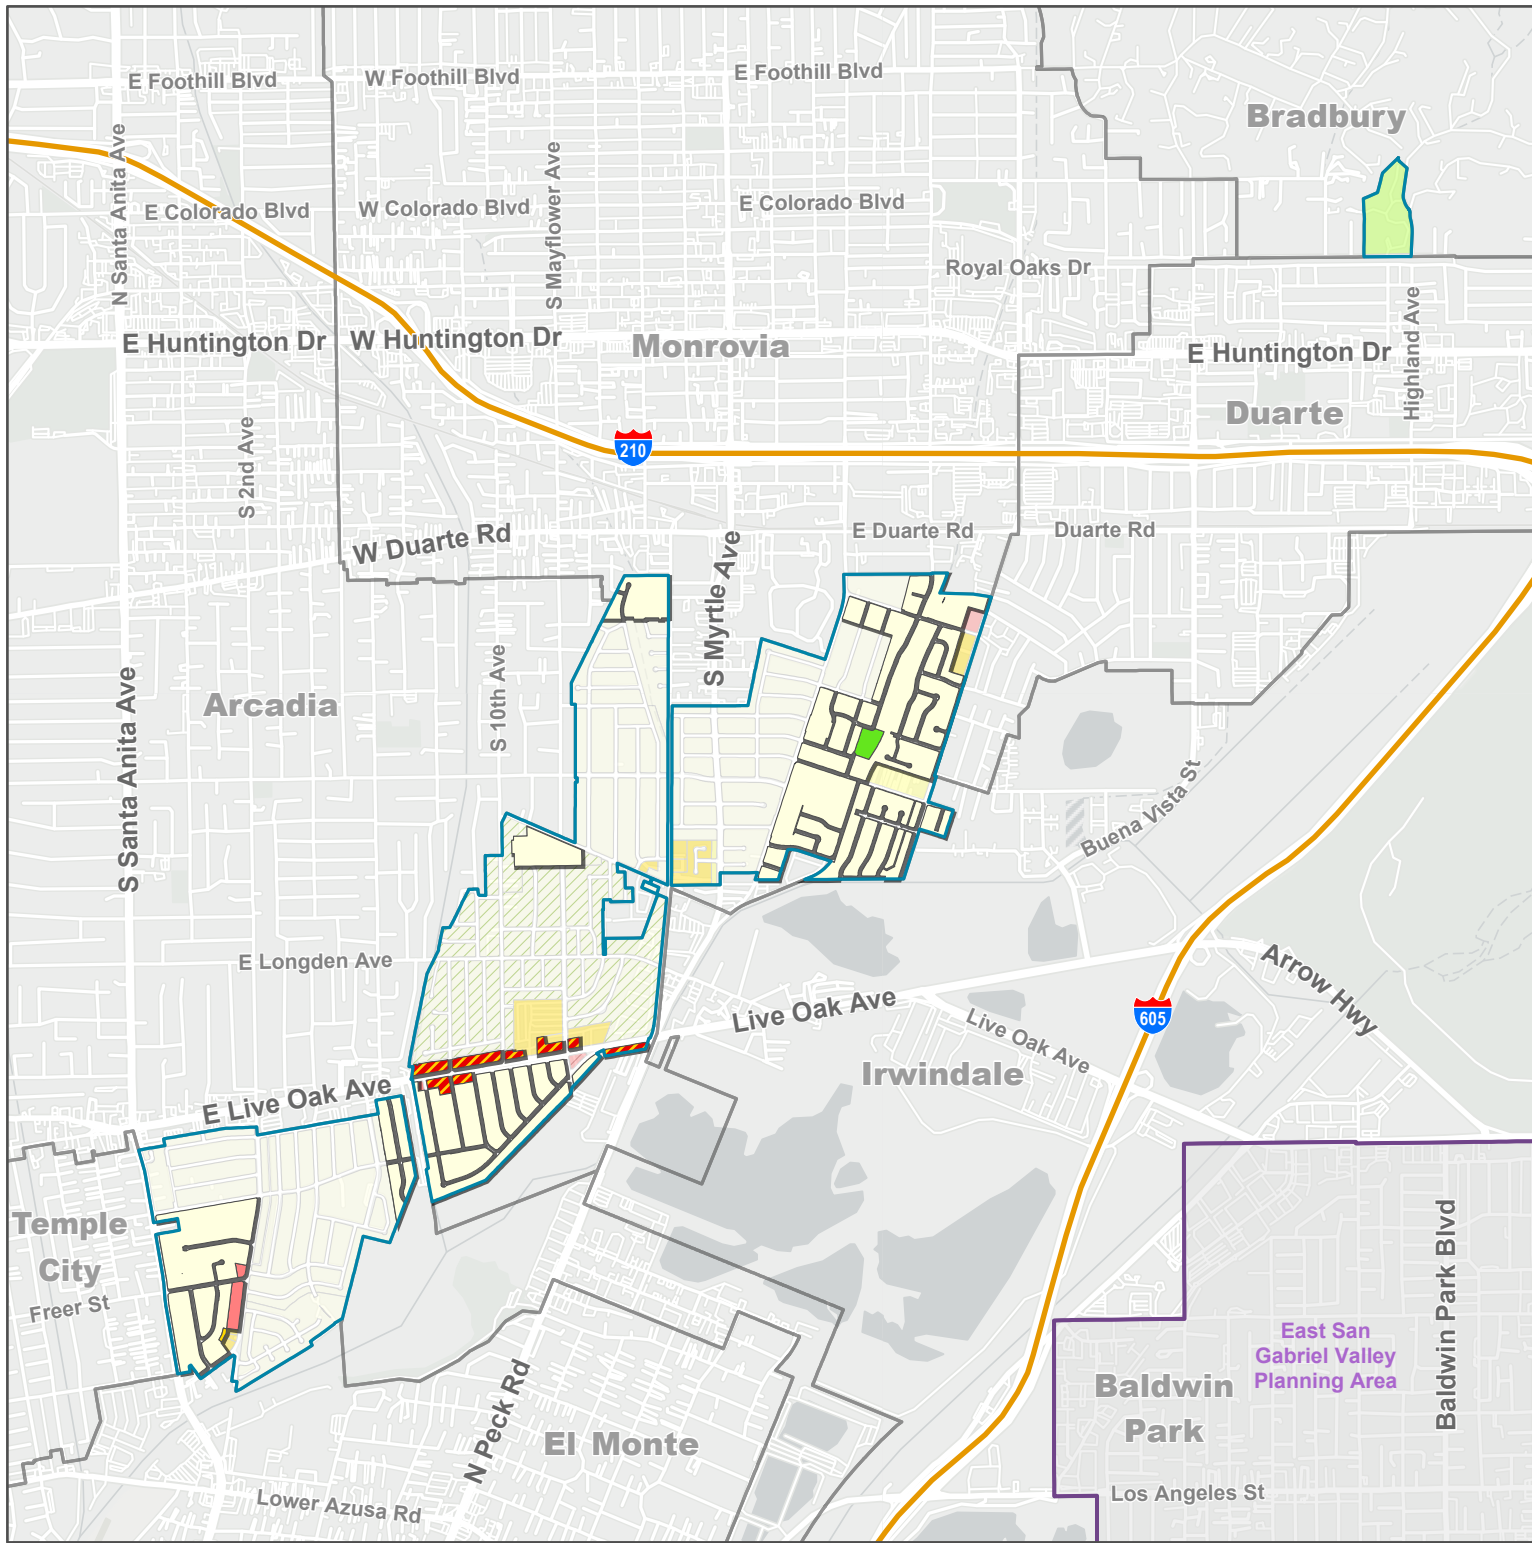 E Foothill Blvd
W Foothill Blvd
E Foothill Blvd
Bradbury
N Santa Anita Ave
S Mayflower Ave
E Colorado Blvd
W Colorado Blvd
E Colorado Blvd
Royal Oaks Dr
Highland Ave
E Huntington Dr
W Huntington Dr
Monrovia
E Huntington Dr
Duarte
S 2nd Ave
210
W Duarte Rd
S Myrtle Ave
E Duarte Rd
Duarte Rd
S Santa Anita Ave
Arcadia
S 10th Ave
Buena Vista St
E Longden Ave
Arrow Hwy
Live Oak Ave
605
Live Oak Ave
E Live Oak Ave
Irwindale
Temple
City
Freer St
Baldwin Park Blvd
East San
Gabriel Valley
Planning Area
Baldwin
Park
N Peck Rd
El Monte
Lower Azusa Rd
Los Angeles St